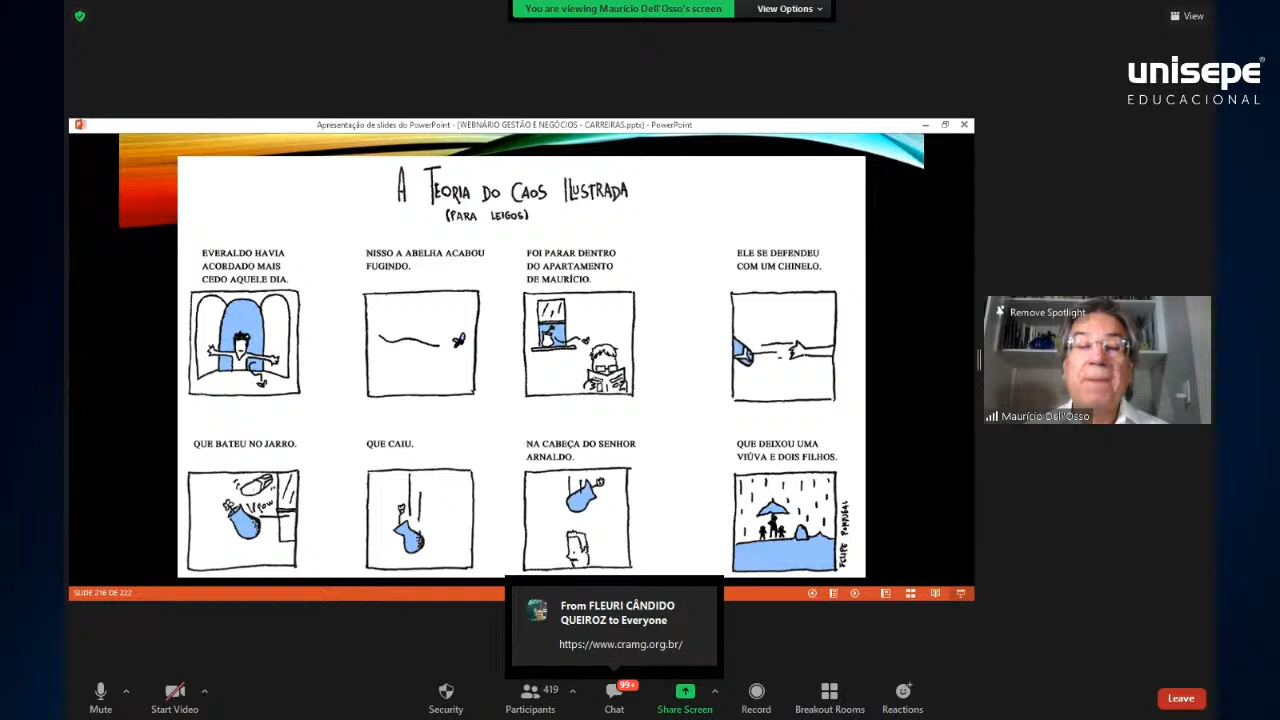 You are viewing Maurício Dell'Osso's screen
View Options
View
unisepe
EDUCACIONAL
Apresentação de slides do PowerPoint - [WEBNÁRIO GESTÃO E NEGÓCIOS - CARREIRAS.pptx] - PowerPoint
A TEORIA DO CAOS ILUSTRADA
(PARA LEIGOS)
EVERALDO HAVIA
ACORDADO MAIS
CEDO AQUELE DIA.
NISSO A ABELHA ACABOU
FUGINDO.
FOI PARAR DENTRO
DO APARTAMENTO
DE MAURÍCIO.
ELE SE DEFENDEU
COM UM CHINELO.
QUE BATEU NO JARRO.
POW
QUE CAIU.
NA CABEÇA DO SENHOR
ARNALDO.
QUE DEIXOU UMA
VIÚVA E DOIS FILHOS.
FELIPE PORTUGAL
Remove Spotlight
Maurício Dell'Osso
SLIDE 216 DE 222
From FLEURI CÂNDIDO
QUEIROZ to Everyone
https://www.cramg.org.br/
Mute
Start Video
Security
419
Participants
99+
Chat
Share Screen
Record
Breakout Rooms
Reactions
Leave